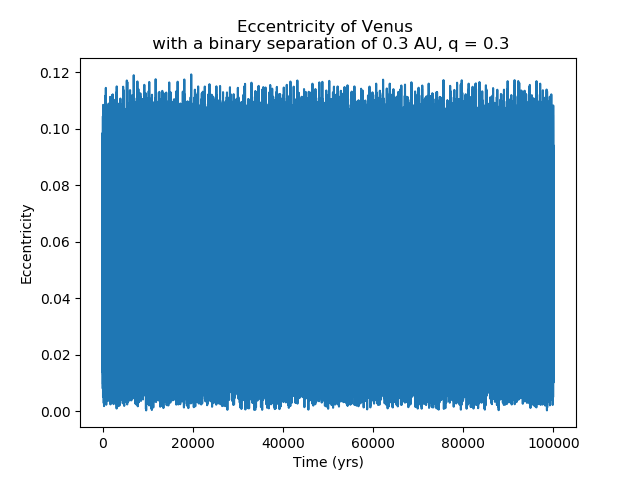 Eccentricity of Venus
with a binary separation of 0.3 AU, q = 0.3
0.12
0.10
0.08
0.06
0.04
0.02
0.00
Eccentricity
0 20000 40000 60000 80000 100000
Time (yrs)